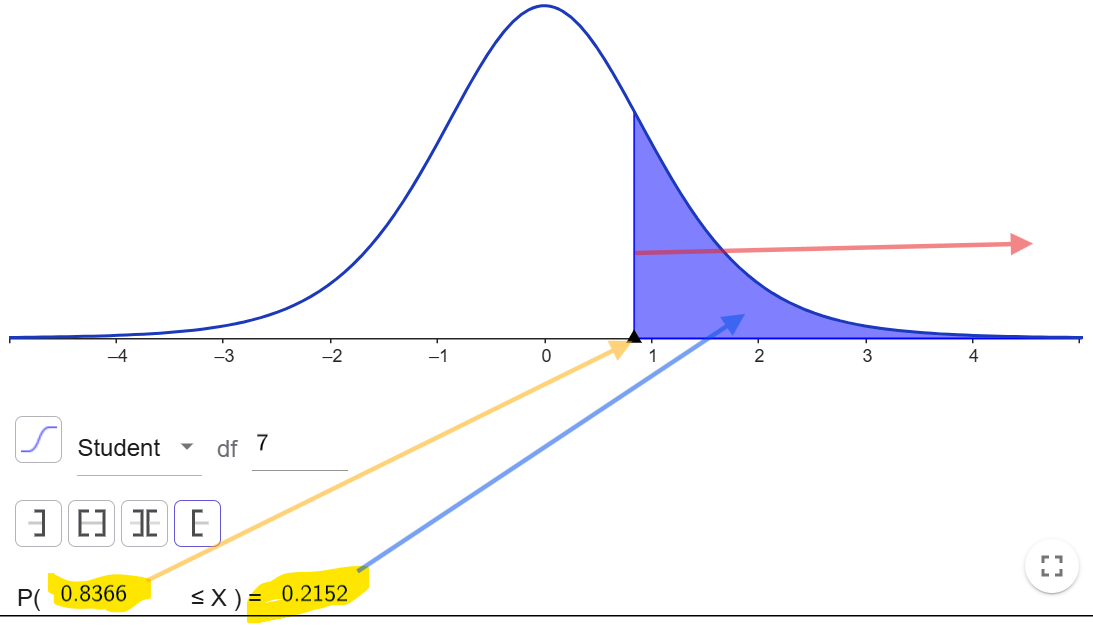 –4 –3 –2 –1 0 1 2 3 4
Student df 7
P( 0.8366 ≤ X ) = 0.2152